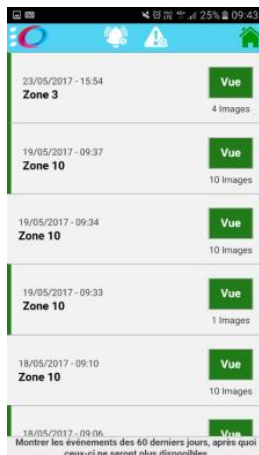 25% 09:43
23/05/2017 - 15:54
Zone 3
Vue
4 Images
19/05/2017 - 09:37
Zone 10
Vue
10 Images
19/05/2017 - 09:34
Zone 10
Vue
10 Images
19/05/2017 - 09:33
Zone 10
Vue
1 Images
18/05/2017 - 09:10
Zone 10
Vue
10 Images
18/05/2017 - 09:06
Vue
Montrer les événements des 60 derniers jours, après quoi
ceux-ci ne seront plus disponibles